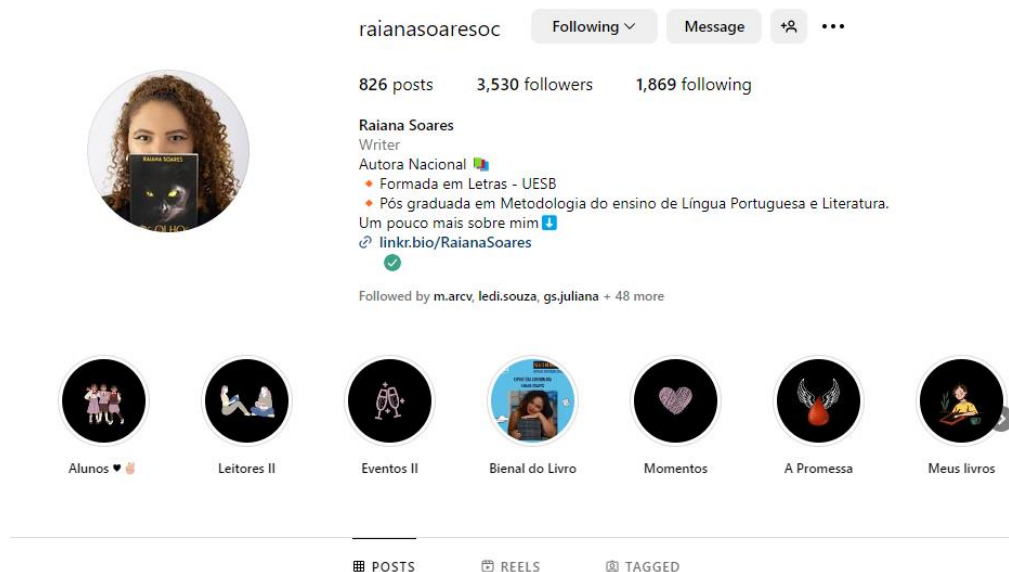 raianasoaresoc Following Message
826 posts 3,530 followers 1,869 following
Raiana Soares
Writer
Autora Nacional
Formada em Letras - UESB
Pós graduada em Metodologia do ensino de Língua Portuguesa e Literatura.
Um pouco mais sobre mim
linkr.bio/RaianaSoares
Followed by m.arcv, ledi.souza, gs.juliana + 48 more
RAIANA SOARES
OLHOS
Alunos Leitores II Eventos II Bienal do Livro Momentos A Promessa Meus livros
POSTS REELS TAGGED